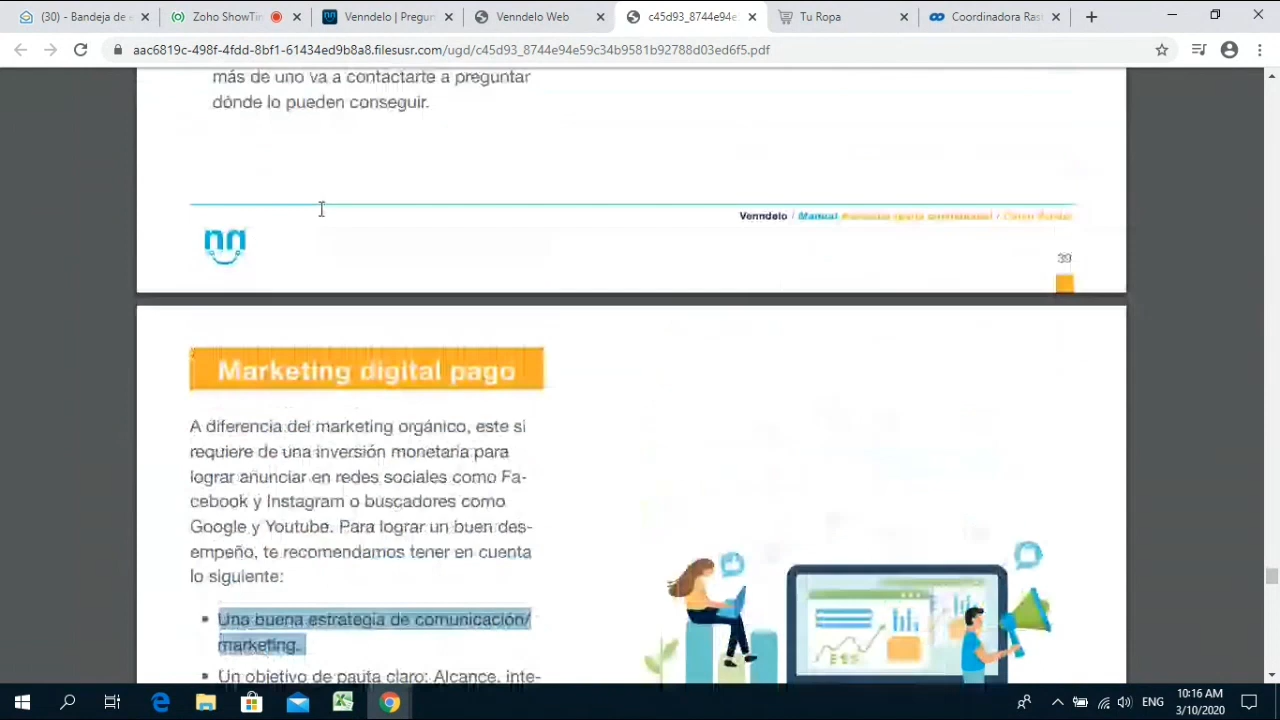 (30) - Bandeja de e
Zoho ShowTim
Venndelo | Pregun
Venndelo Web
c45d93_8744e94e
Tu Ropa
Coordinadora Ras
aac6819c-498f-4fdd-8bf1-61434ed9b8a8.filesusr.com/ugd/c45d93_8744e94e59c34b9581b92788d03ed6f5.pdf
más de uno va a contactarte a preguntar
dónde lo pueden conseguir.
Venndelo / Manual
39
Marketing digital pago
A diferencia del marketing orgánico, este si
requiere de una inversión monetaria para
lograr anunciar en redes sociales como Fa-
cebook y Instagram o buscadores como
Google y Youtube. Para lograr un buen des-
empeño, te recomendamos tener en cuenta
lo siguiente:
• Una buena estrategia de comunicación/
marketing.
• Un objetivo de pauta claro: Alcance, inte-
ENG
10:16 AM
3/10/2020